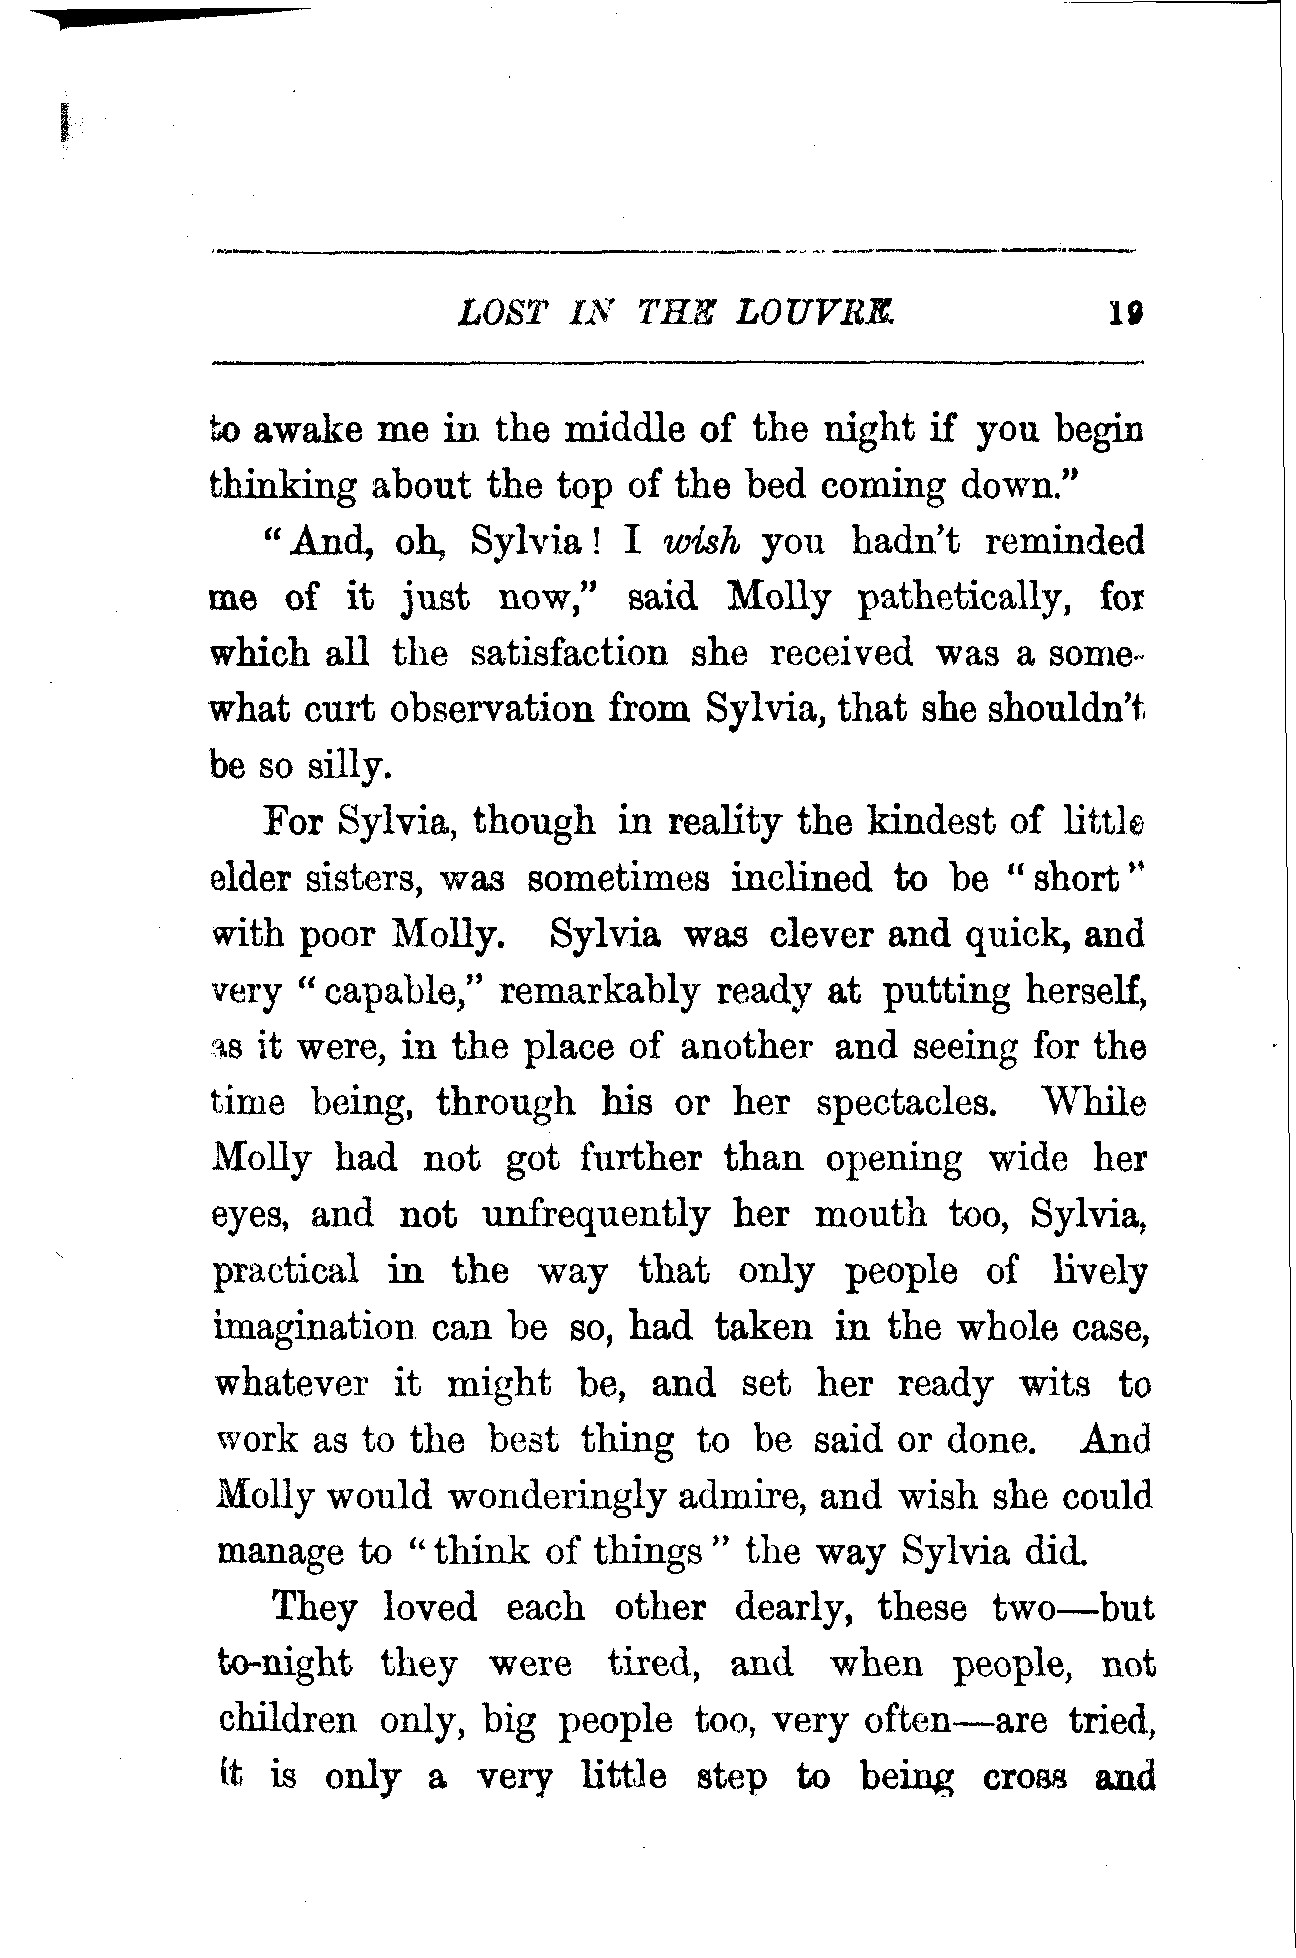 LOST IN THE LOUVRE. 19
to awake me in the middle of the night if you begin
thinking about the top of the bed coming down.”
“And, oh, Sylvia! I wish you hadn’t reminded
me of it just now,” said Molly pathetically, for
which all the satisfaction she received was a some-
what curt observation from Sylvia, that she shouldn’t
be so silly.
For Sylvia, though in reality the kindest of little
elder sisters, was sometimes inclined to be “short”
with poor Molly. Sylvia was clever and quick, and
very “capable,” remarkably ready at putting herself,
as it were, in the place of another and seeing for the
time being, through his or her spectacles. While
Molly had not got further than opening wide her
eyes, and not unfrequently her mouth too, Sylvia,
practical in the way that only people of lively
imagination can be so, had taken in the whole case,
whatever it might be, and set her ready wits to
work as to the best thing to be said or done. And
Molly would wonderingly admire, and wish she could
manage to “think of things” the way Sylvia did.
They loved each other dearly, these two—but
to-night they were tired, and when people, not
children only, big people too, very often—are tried,
it is only a very little step to being cross and